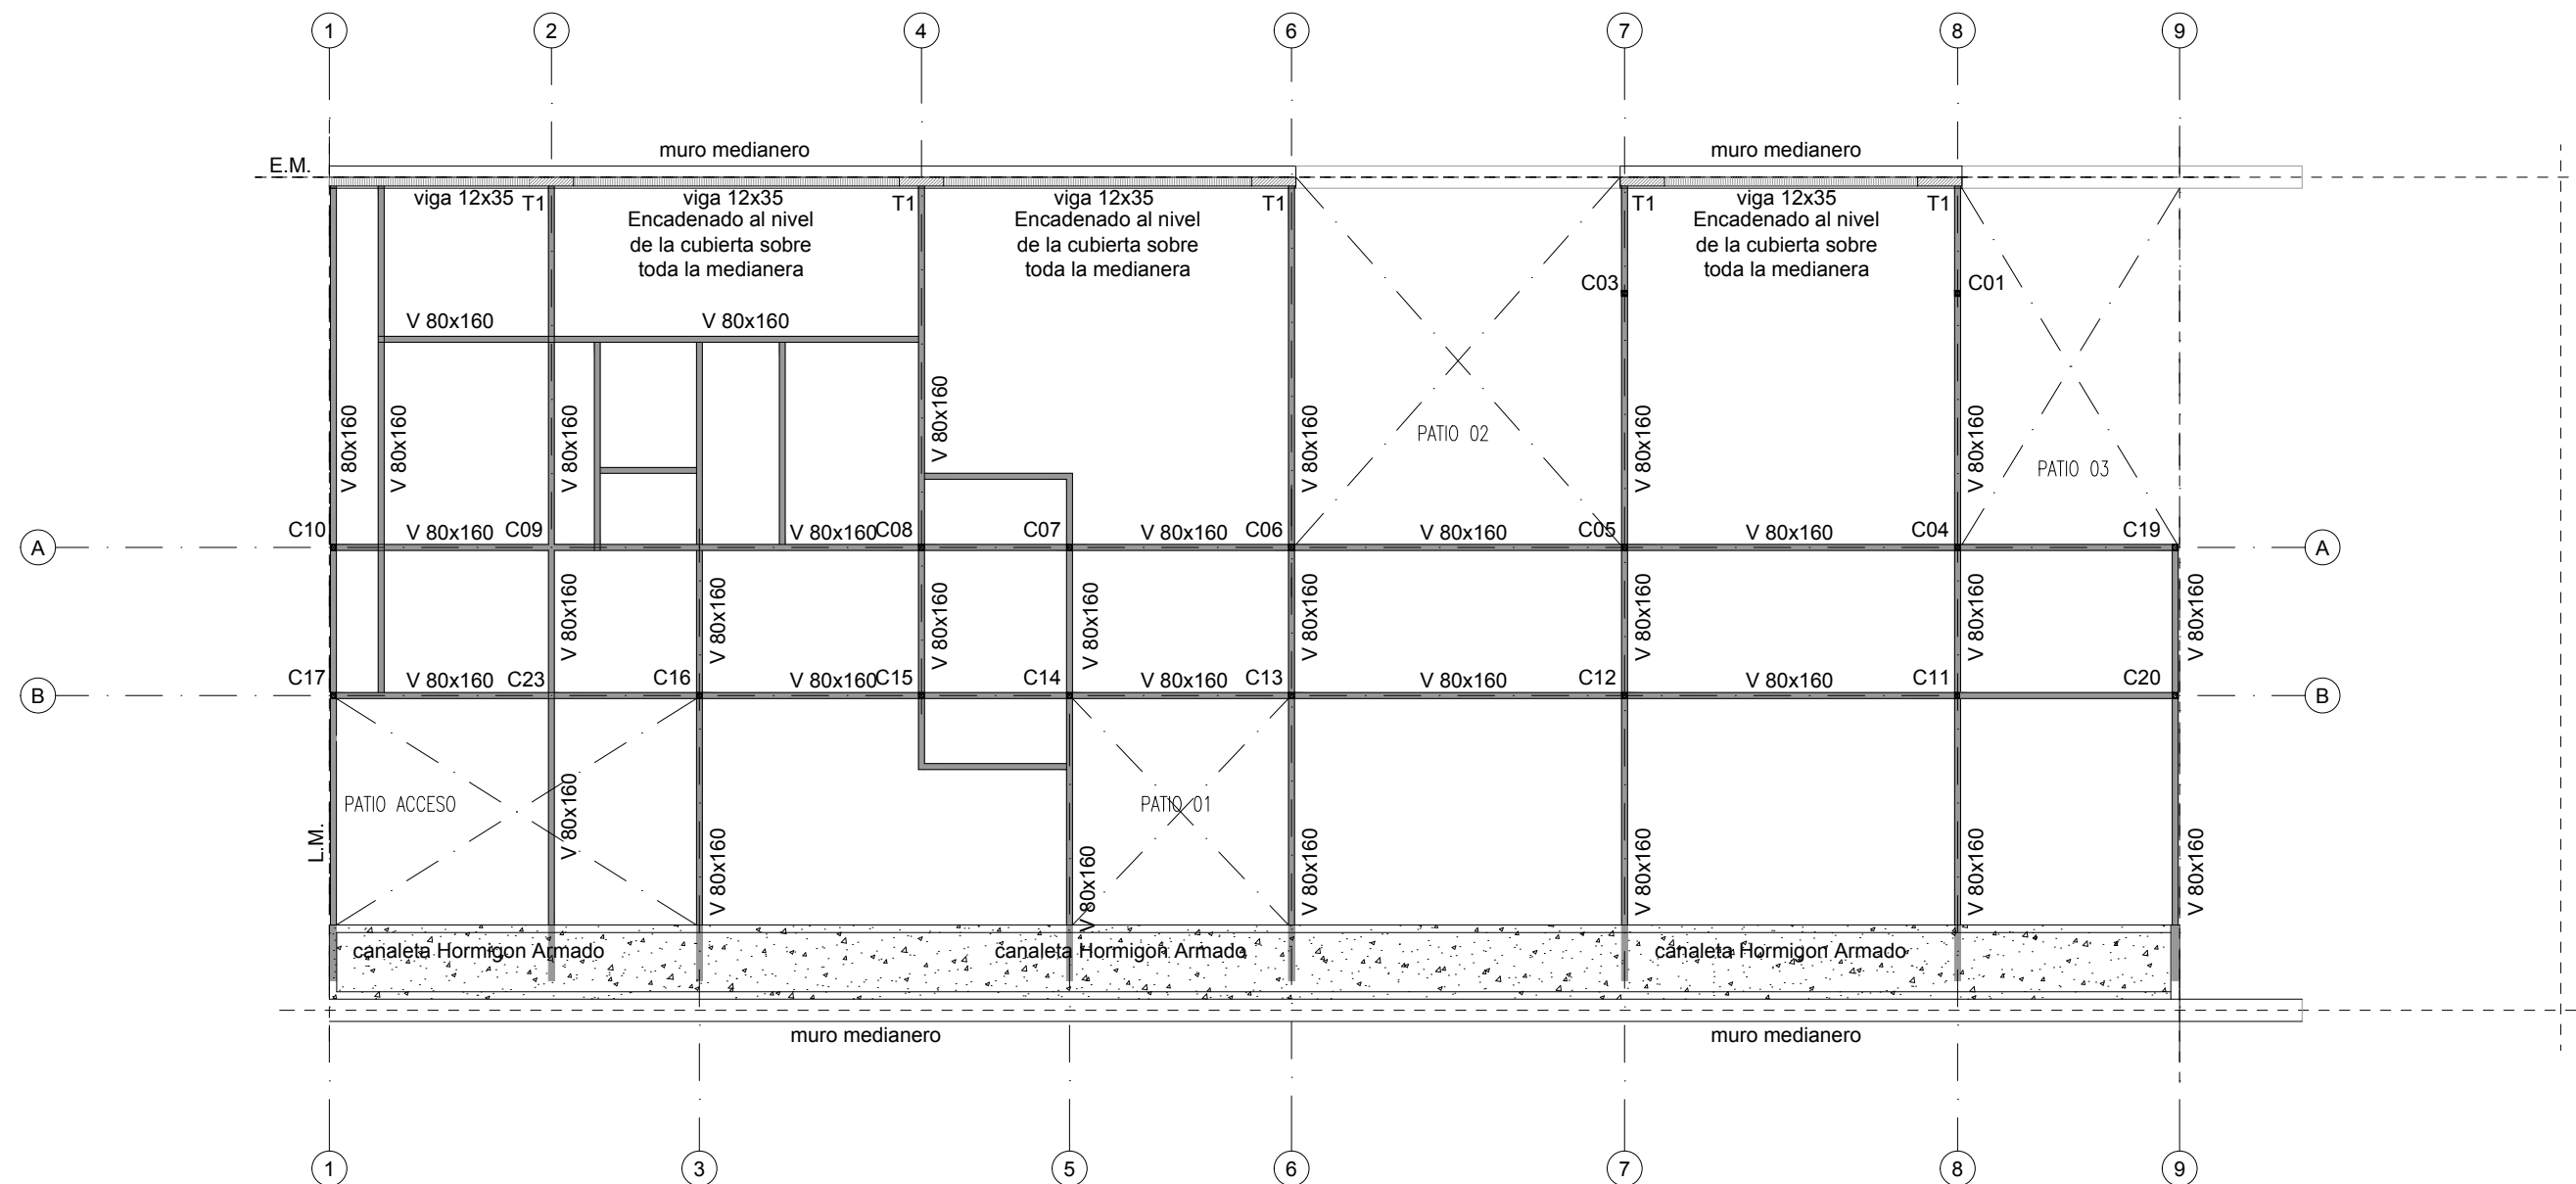 1 2 4 6 7 8 9
muro medianero muro medianero
E.M.
viga 12x35 T1 viga 12x35 T1 viga 12x35 T1 T1 viga 12x35 T1
Encadenado al nivel
de la cubierta sobre
toda la medianera
Encadenado al nivel
de la cubierta sobre
toda la medianera
Encadenado al nivel
de la cubierta sobre
toda la medianera
C03 C01
V 80x160 V 80x160
V 80x160
V 80x160
V 80x160
V 80x160
V 80x160
V 80x160
V 80x160
PATIO 02
PATIO 03
C10 V 80x160 C09 V 80x160 C08 C07 V 80x160 C06 V 80x160 C05 V 80x160 C04 C19
A A
V 80x160
V 80x160
V 80x160
V 80x160
V 80x160
V 80x160
V 80x160
V 80x160
C17 V 80x160 C23 C16 V 80x160 C15 C14 V 80x160 C13 V 80x160 C12 V 80x160 C11 C20
B B
PATIO ACCESO
PATIO 01
L.M.
V 80x160
V 80x160
V 80x160
V 80x160
V 80x160
V 80x160
V 80x160
canaleta Hormigon Armado canaleta Hormigon Armado canaleta Hormigon Armado
muro medianero muro medianero
1 3 5 6 7 8 9